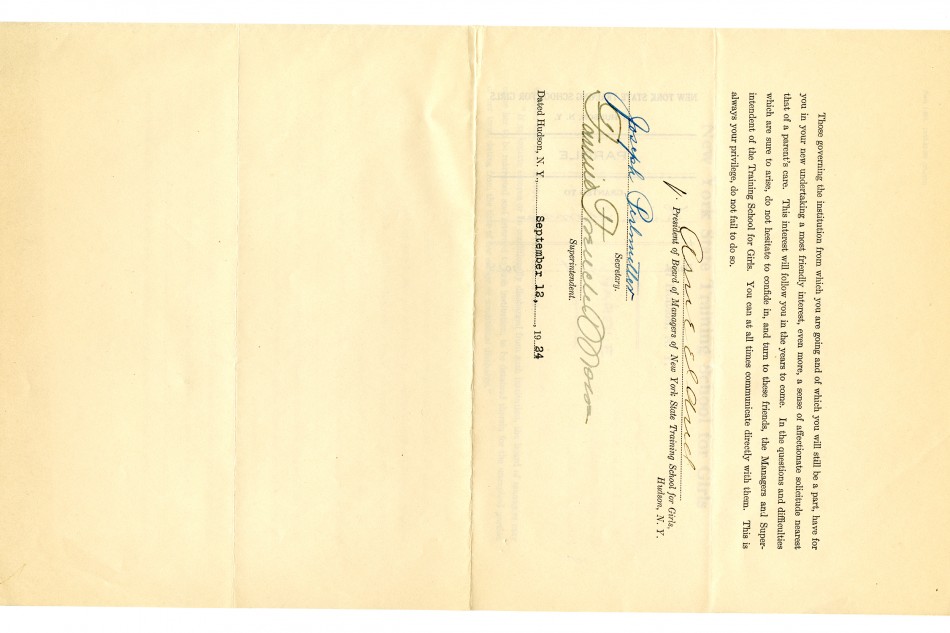 Those governing the institution from which you are going and of which you will still be a part, have for
you in your new undertaking a most friendly interest, even more, a sense of affectionate solicitude nearest
that of a parent's care. This interest will follow you in the years to come. In the questions and difficulties
which are sure to arise, do not hesitate to confide in, and turn to these friends, the Managers and Super-
intendent of the Training School for Girls. You can at all times communicate directly with them. This is
always your privilege, do not fail to do so.
V. President of Board of Managers of New York State Training School for Girls,
Hudson, N. Y.
Joseph Perlmutter
Secretary.
Fannie French Morse
Superintendent.
Dated Hudson, N. Y., September 12, 1924